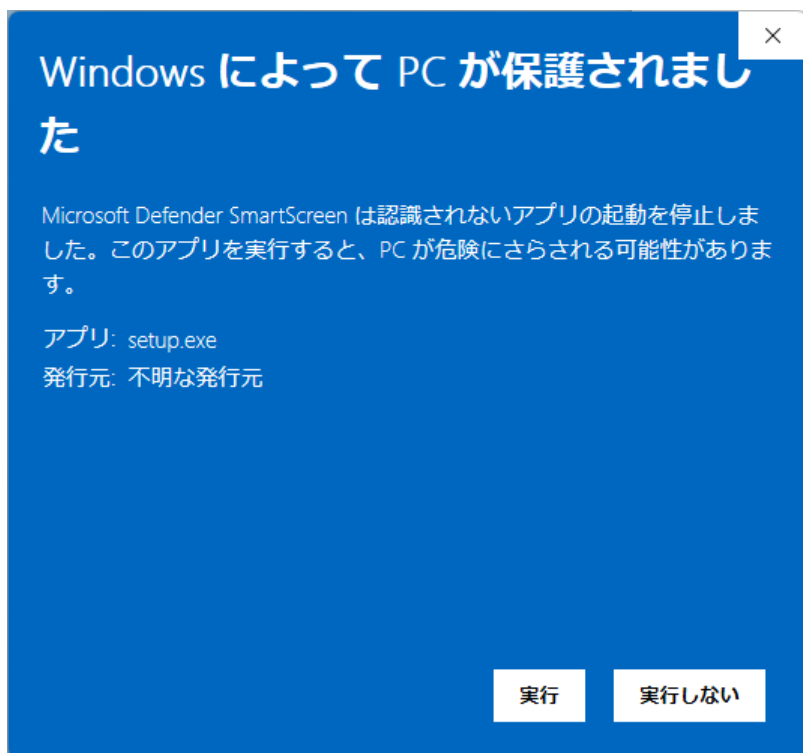 Windows によって PC が保護されまし
た
Microsoft Defender SmartScreen は認識されないアプリの起動を停止しま
した。このアプリを実行すると、PC が危険にさらされる可能性がありま
す。
アプリ: setup.exe
発行元: 不明な発行元
実行 実行しない